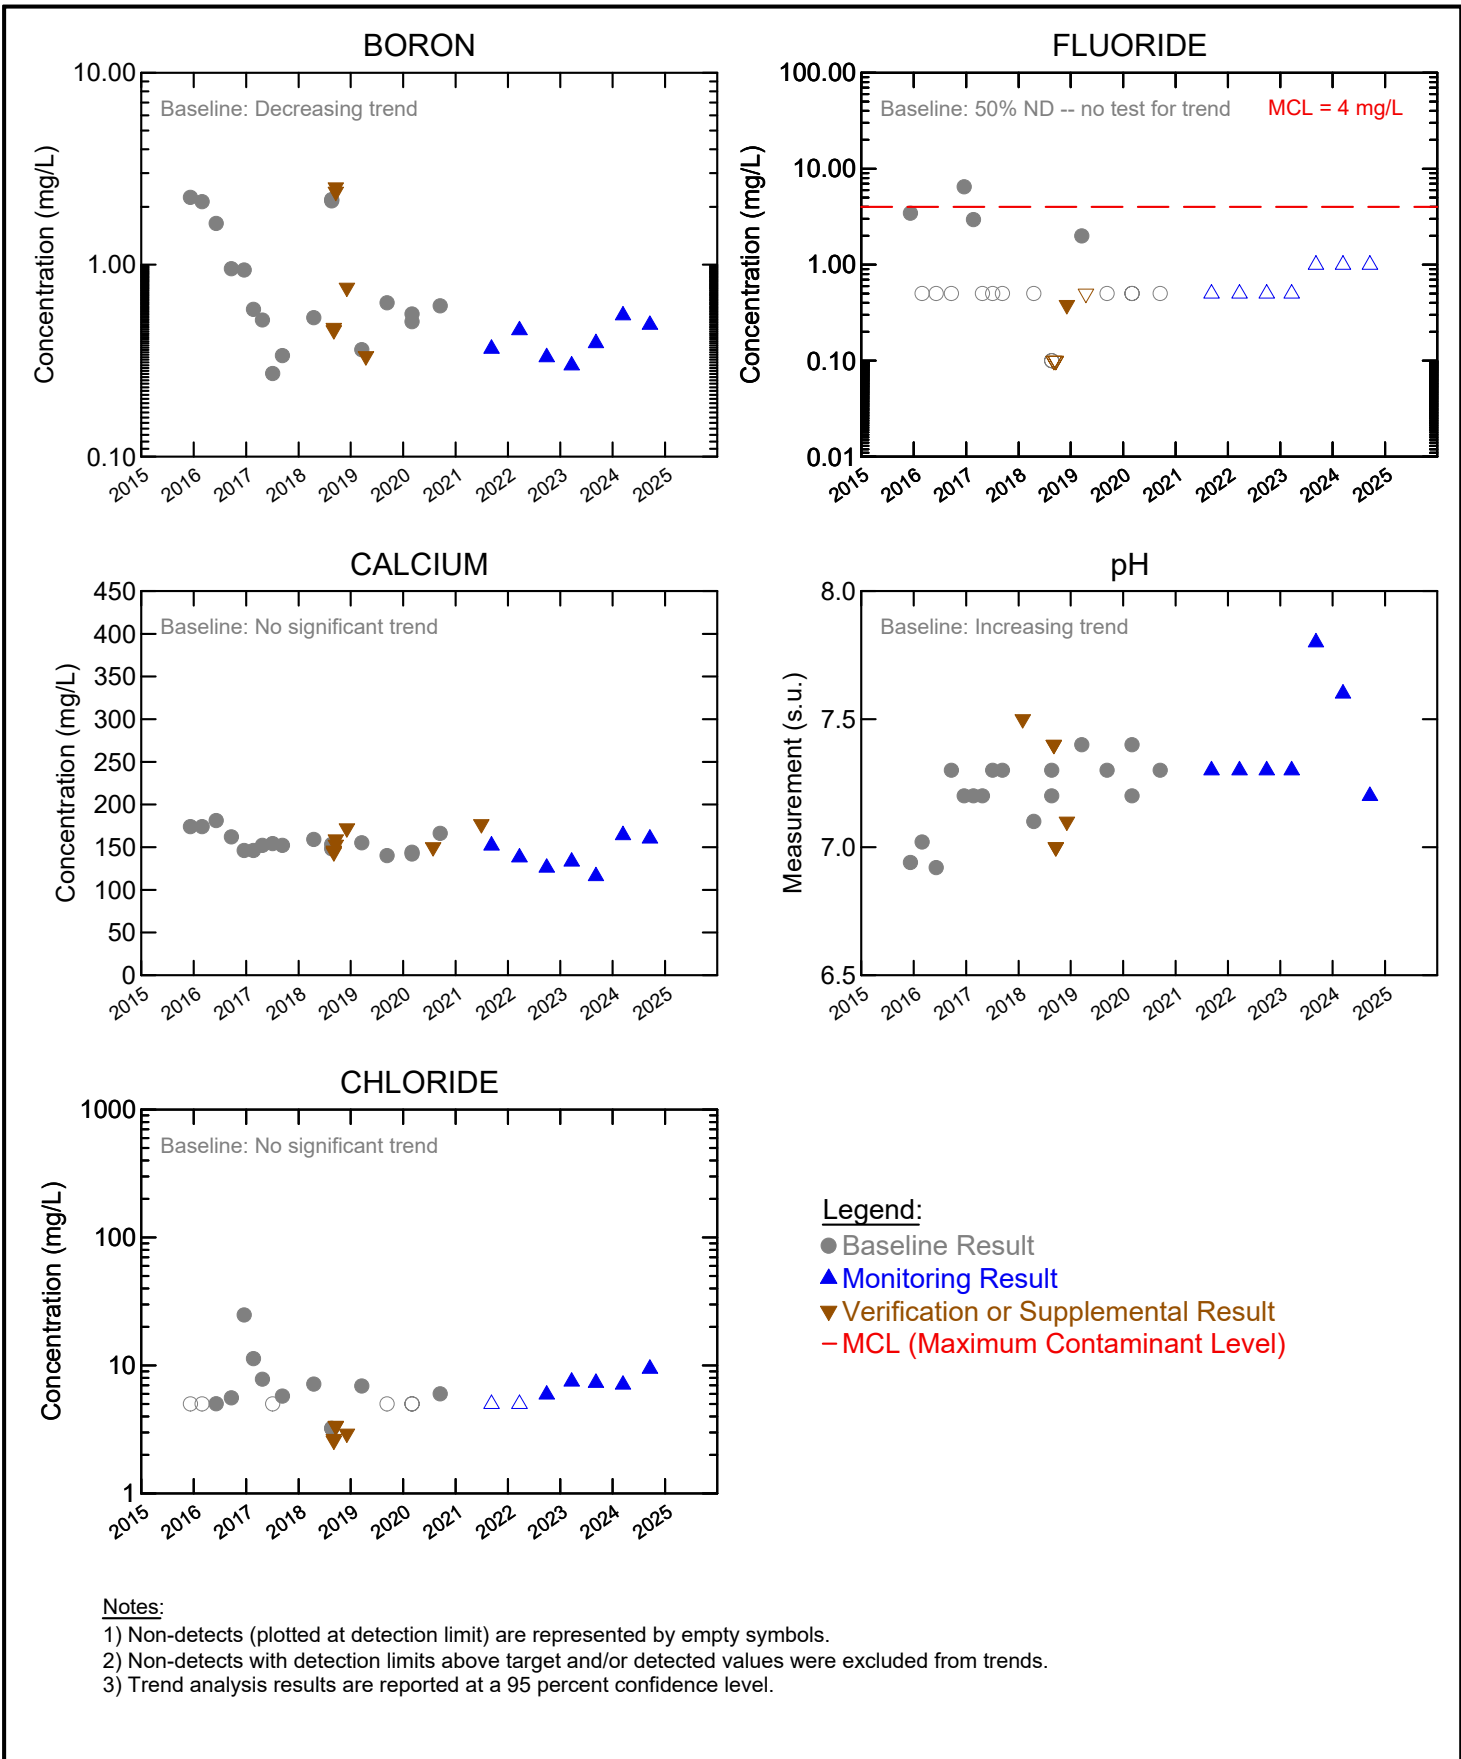 BORON
10.00
1.00
0.10
Concentration (mg/L)
Baseline: Decreasing trend
2015 2016 2017 2018 2019 2020 2021 2022 2023 2024 2025
FLUORIDE
100.00
10.00
1.00
0.10
0.01
Concentration (mg/L)
Baseline: 50% ND -- no test for trend
MCL = 4 mg/L
2015 2016 2017 2018 2019 2020 2021 2022 2023 2024 2025
CALCIUM
450
400
350
300
250
200
150
100
50
0
Concentration (mg/L)
Baseline: No significant trend
2015 2016 2017 2018 2019 2020 2021 2022 2023 2024 2025
pH
8.0
7.5
7.0
6.5
Measurement (s.u.)
Baseline: Increasing trend
2015 2016 2017 2018 2019 2020 2021 2022 2023 2024 2025
CHLORIDE
1000
100
10
1
Concentration (mg/L)
Baseline: No significant trend
2015 2016 2017 2018 2019 2020 2021 2022 2023 2024 2025
Legend:
Baseline Result
Monitoring Result
Verification or Supplemental Result
MCL (Maximum Contaminant Level)
Notes:
1) Non-detects (plotted at detection limit) are represented by empty symbols.
2) Non-detects with detection limits above target and/or detected values were excluded from trends.
3) Trend analysis results are reported at a 95 percent confidence level.